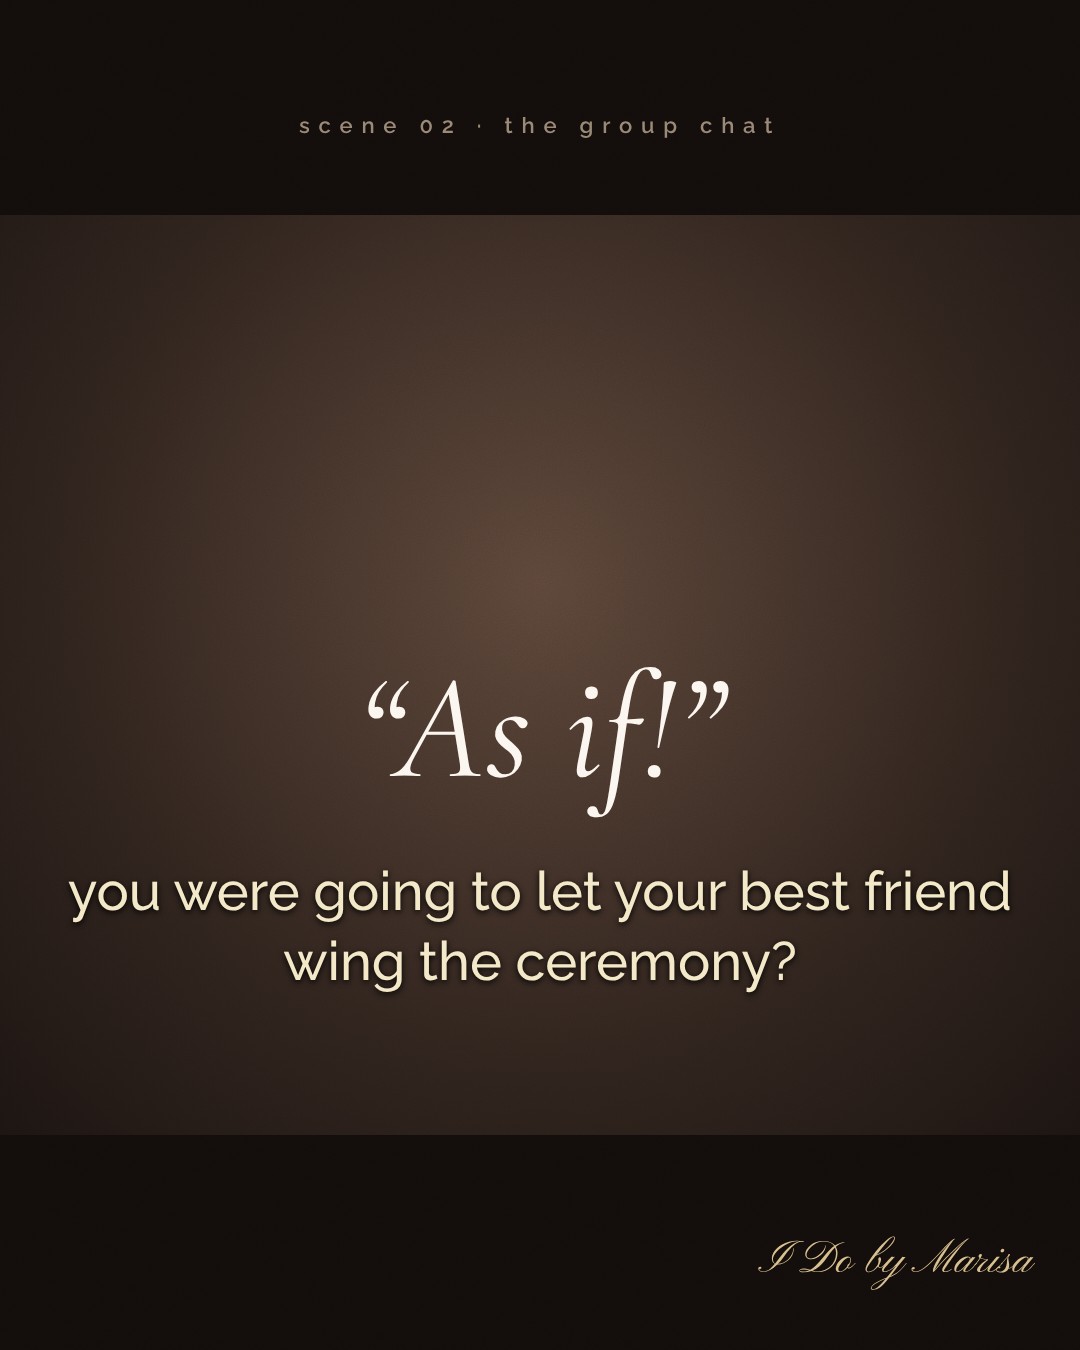 scene 02 · the group chat
“As if!”
you were going to let your best friend
wing the ceremony?
I Do by Marisa